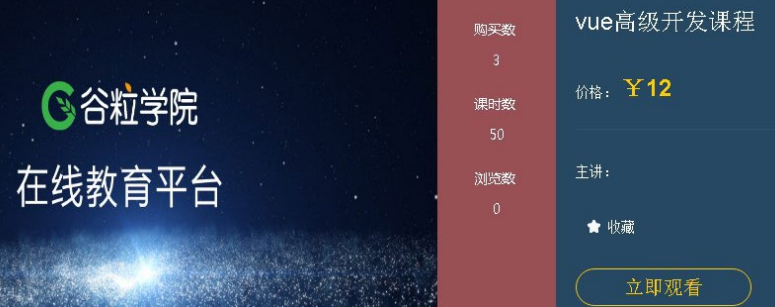 谷粒学院
在线教育平台
购买数
3
课时数
50
浏览数
0
vue高级开发课程
价格：￥12
主讲：
收藏
立即观看